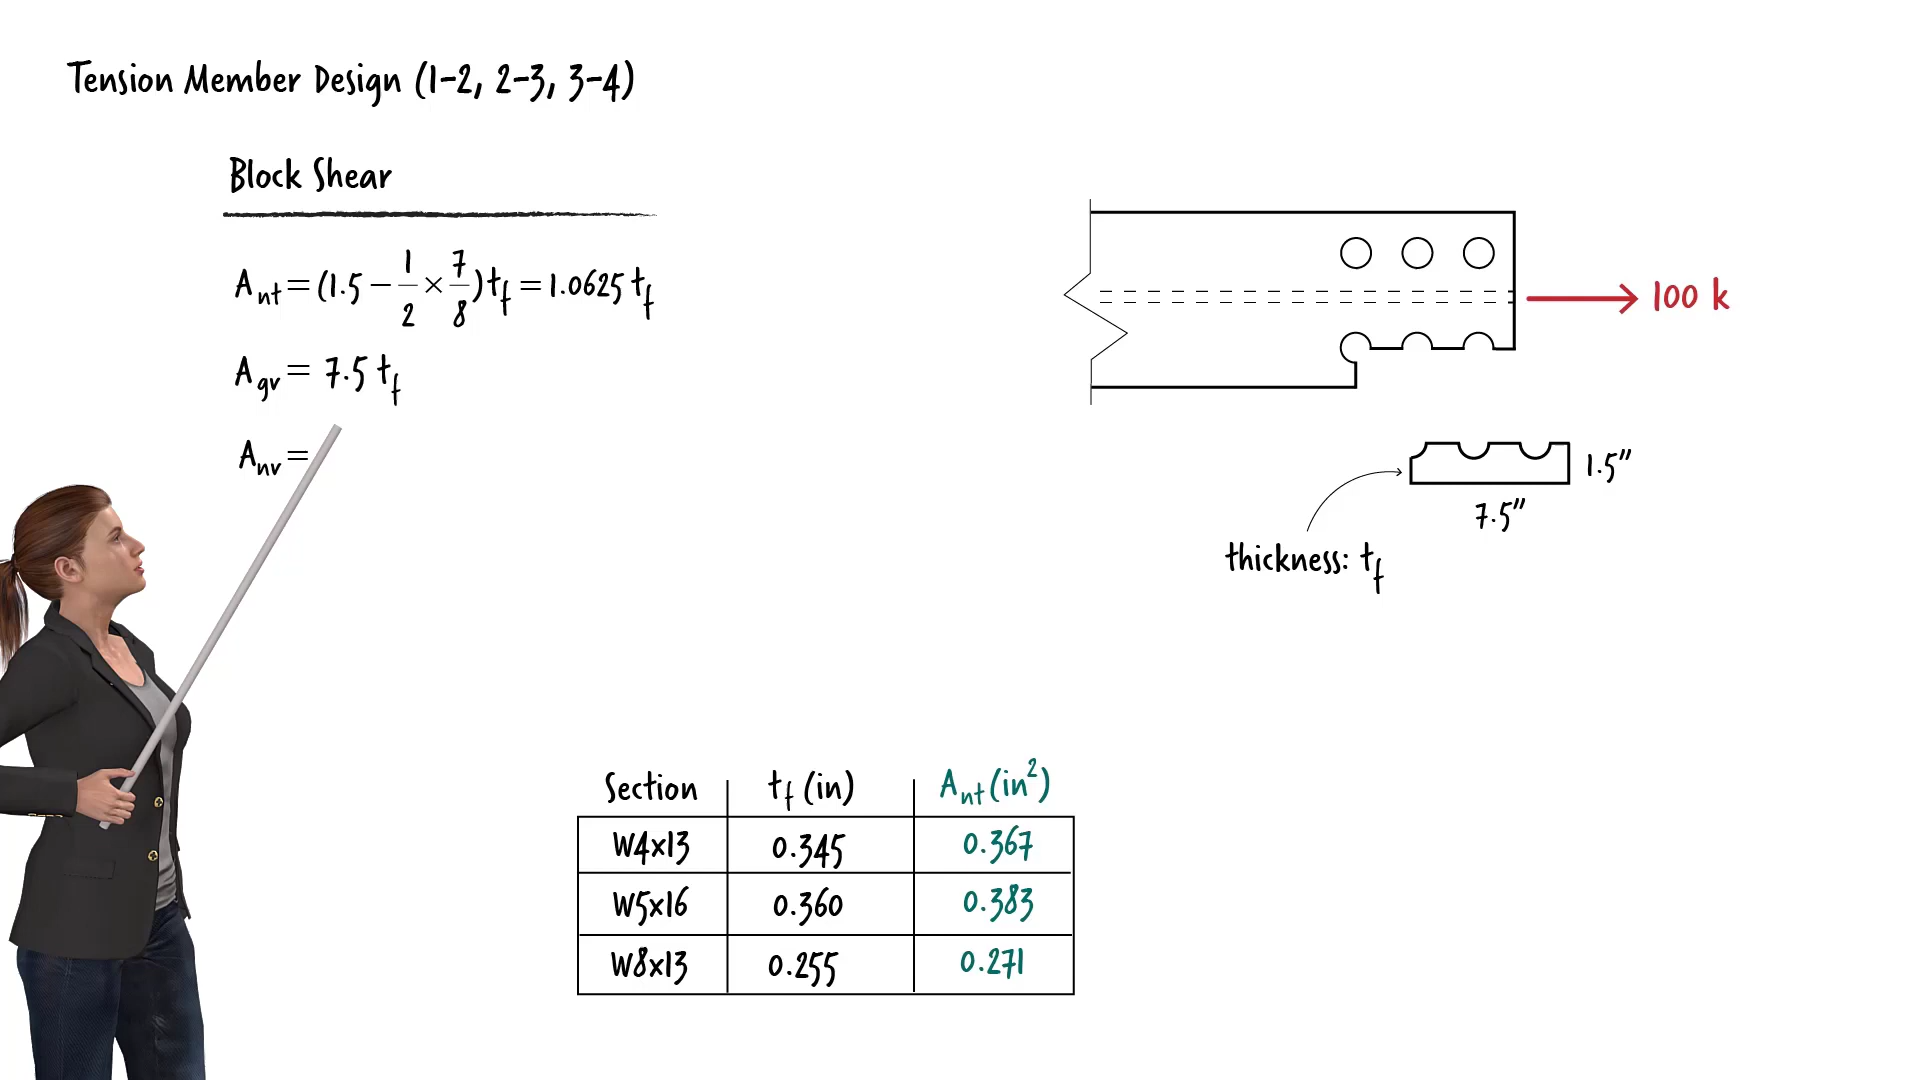 Tension Member Design (1-2, 2-3, 3-4)
Block Shear
A_nt = (1.5 - 1/2 × 7/8) t_f = 1.0625 t_f
A_gv = 7.5 t_f
A_nv =
100 k
1.5"
7.5"
thickness: t_f
Section t_f (in) A_nt (in²)
W4x13 0.345 0.367
W5x16 0.360 0.383
W8x13 0.255 0.271